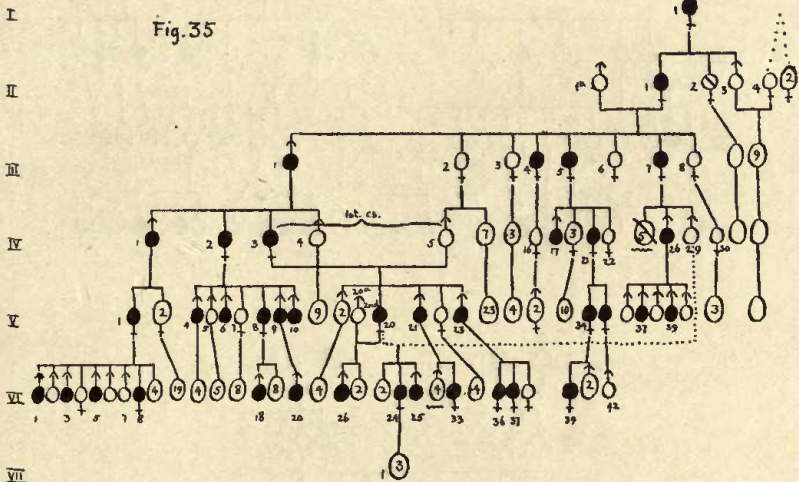 I
1
Fig. 35
II
1a 1 2 3 4 2
III
1 2 3 4 5 6 7 8 9
1st. cs.
IV
1 2 3 4 5 7 3 16 17 3 21 22 5 26 29 30
V
1 2 4 5 6 7 8 9 10 9 2 20a 2nd 20 21 23 23 4 2 10 34 37 39 3
VI
1 3 5 7 8 4 19 4 5 8 18 8 20 4 26 2 2 24 25 4 33 4 36 37 39 2 42
VII
1 3